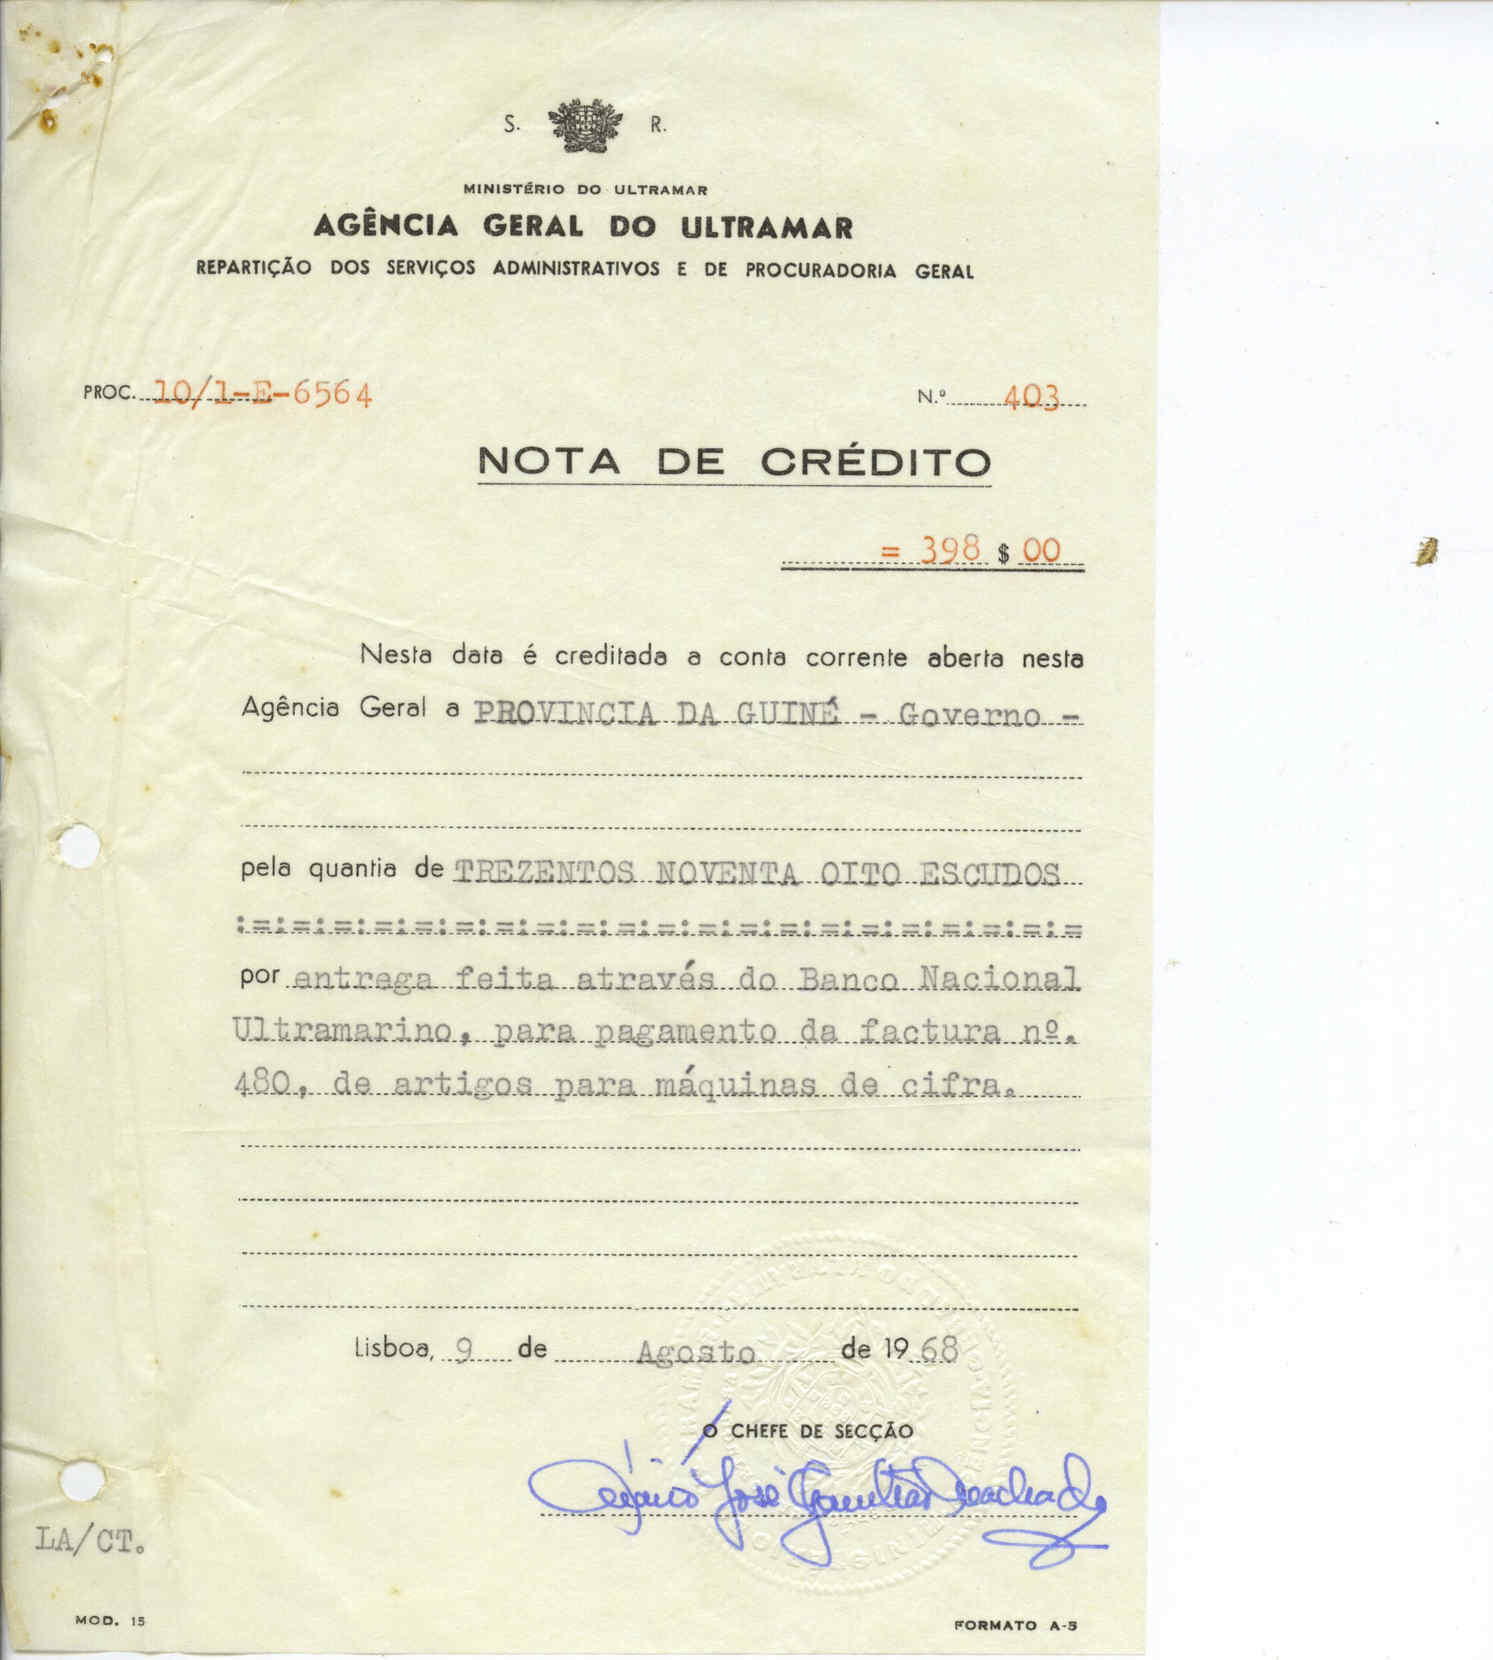 S. R.
MINISTÉRIO DO ULTRAMAR
AGÊNCIA GERAL DO ULTRAMAR
REPARTIÇÃO DOS SERVIÇOS ADMINISTRATIVOS E DE PROCURADORIA GERAL
PROC. 10/1-E-6564 N.º 403
NOTA DE CRÉDITO
= 398 $ 00
Nesta data é creditada a conta corrente aberta nesta
Agência Geral a PROVINCIA DA GUINÉ - Governo -
pela quantia de TREZENTOS NOVENTA OITO ESCUDOS
:=:=:=:=:=:=:=:=:=:=:=:=:=:=:=:=:=:=:=:=:=
por entrega feita através do Banco Nacional
Ultramarino, para pagamento da factura nº.
480, de artigos para máquinas de cifra.
Lisboa, 9 de Agosto de 1968
O CHEFE DE SECÇÃO
José
LA/CT.
MOD. 15 FORMATO A-5